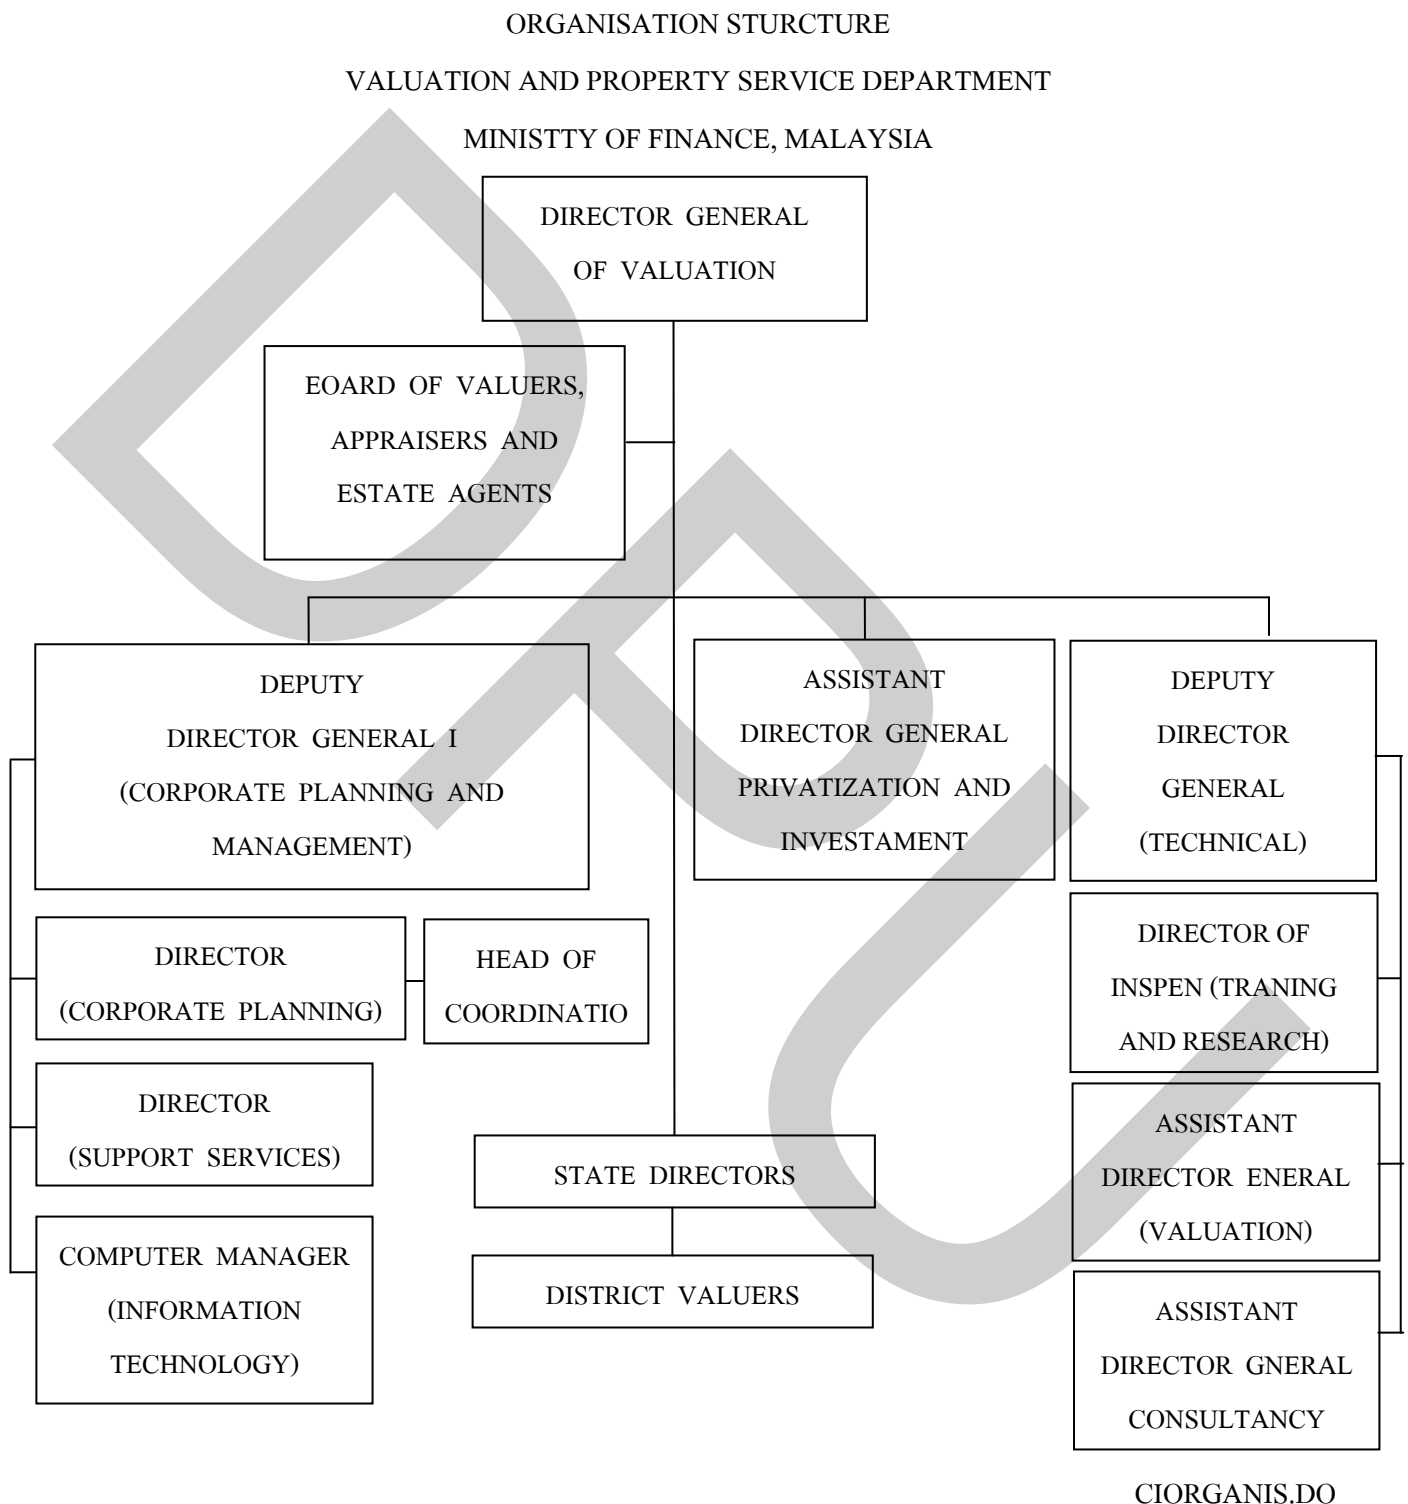 ORGANISATION STURCTURE
VALUATION AND PROPERTY SERVICE DEPARTMENT
MINISTTY OF FINANCE, MALAYSIA
DIRECTOR GENERAL
OF VALUATION
EOARD OF VALUERS,
APPRAISERS AND
ESTATE AGENTS
DEPUTY
DIRECTOR GENERAL I
(CORPORATE PLANNING AND
MANAGEMENT)
ASSISTANT
DIRECTOR GENERAL
PRIVATIZATION AND
INVESTAMENT
DEPUTY
DIRECTOR
GENERAL
(TECHNICAL)
DIRECTOR
(CORPORATE PLANNING)
HEAD OF
COORDINATIO
DIRECTOR OF
INSPEN (TRANING
AND RESEARCH)
DIRECTOR
(SUPPORT SERVICES)
STATE DIRECTORS
ASSISTANT
DIRECTOR ENERAL
(VALUATION)
COMPUTER MANAGER
(INFORMATION
TECHNOLOGY)
DISTRICT VALUERS
ASSISTANT
DIRECTOR GNERAL
CONSULTANCY
CIORGANIS.DO
DPU